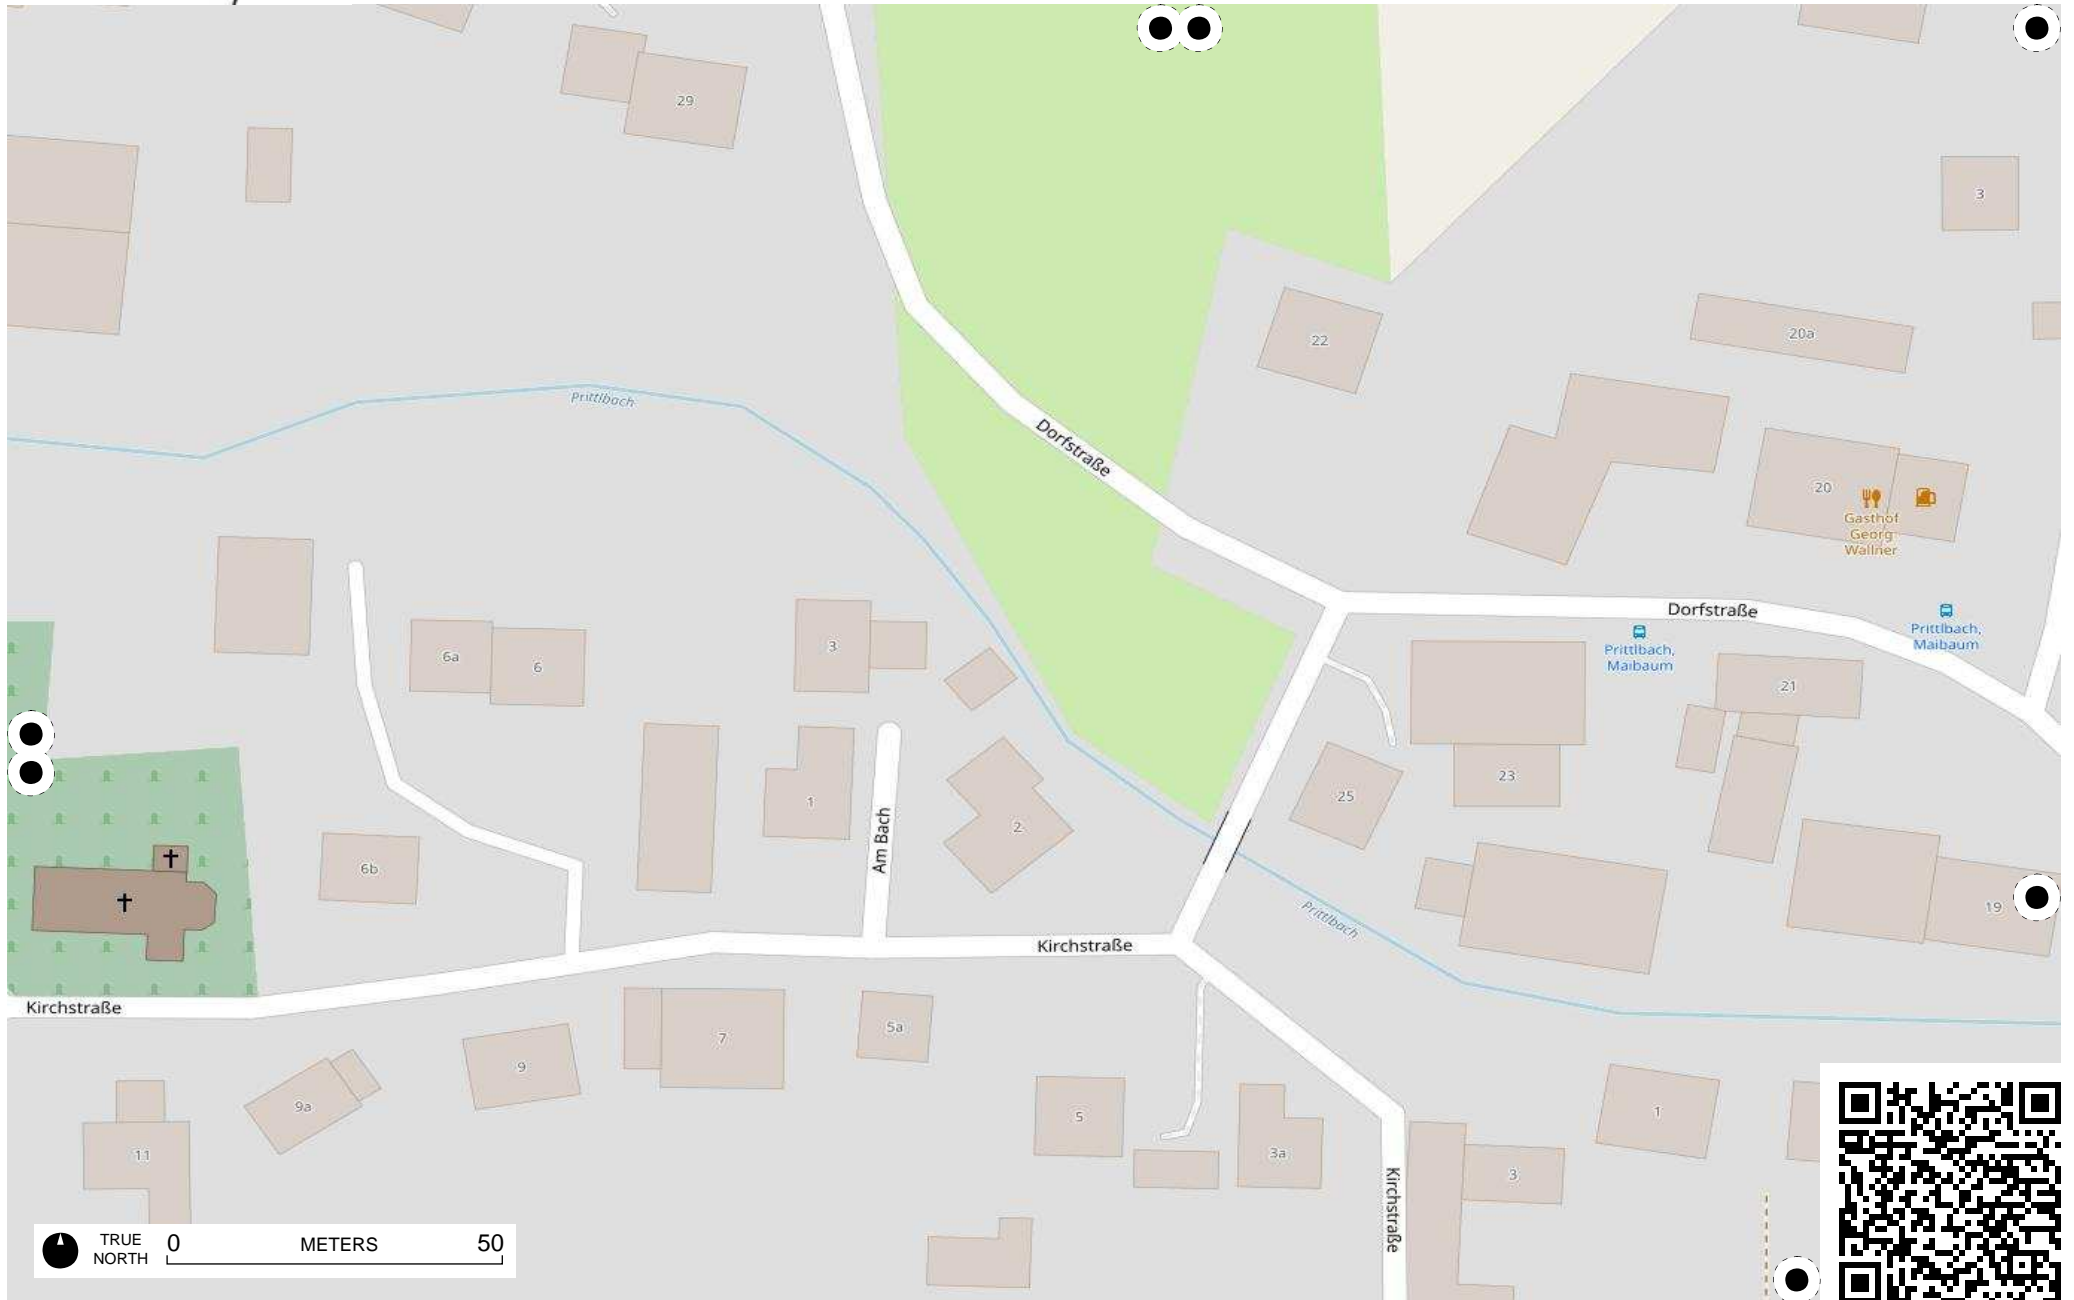 29
3
22
20a
Prittlbach
Dorfstraße
20
Gasthof
Georg
Wallner
Dorfstraße
Prittlbach,
Maibaum
Prittlbach,
Maibaum
6a
6
3
21
23
25
1
2
Am Bach
6b
19
Prittlbach
Kirchstraße
Kirchstraße
7
5a
9
9a
5
1
11
3a
3
Kirchstraße
TRUE
NORTH
0 METERS 50